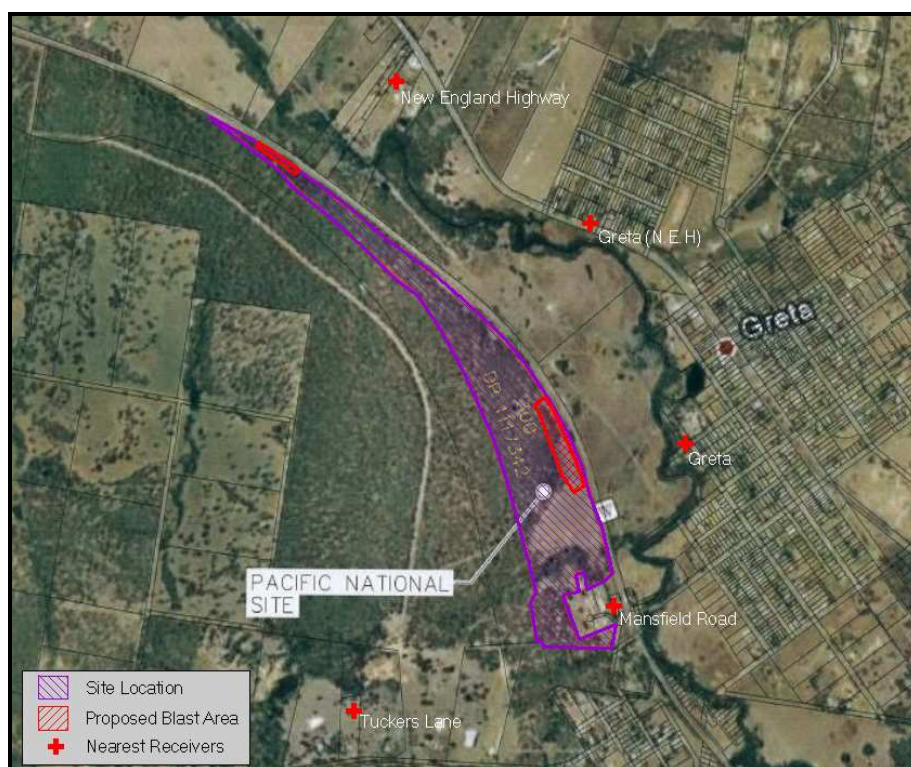 New England Highway
Greta (N.E.H)
Greta
Greta
Mansfield Road
PACIFIC NATIONAL
SITE
Tuckers Lane
Site Location
Proposed Blast Area
Nearest Receivers